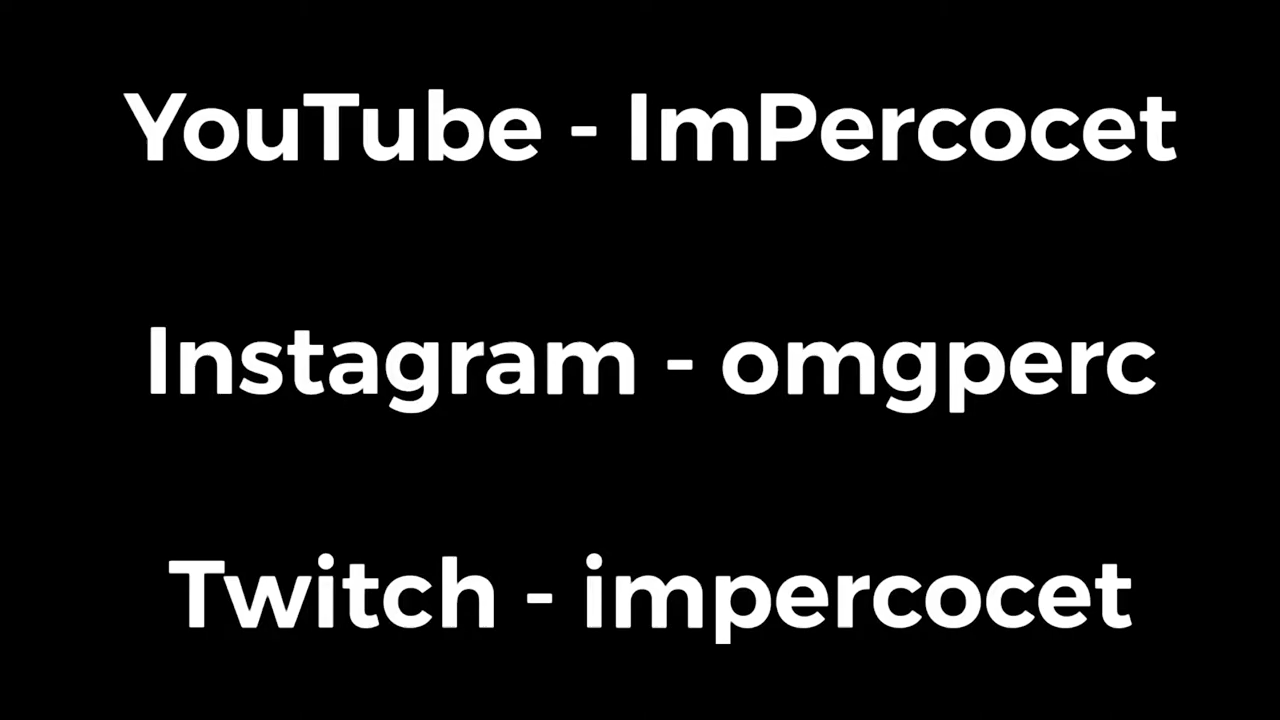 YouTube - ImPercocet
Instagram - omgperc
Twitch - impercocet